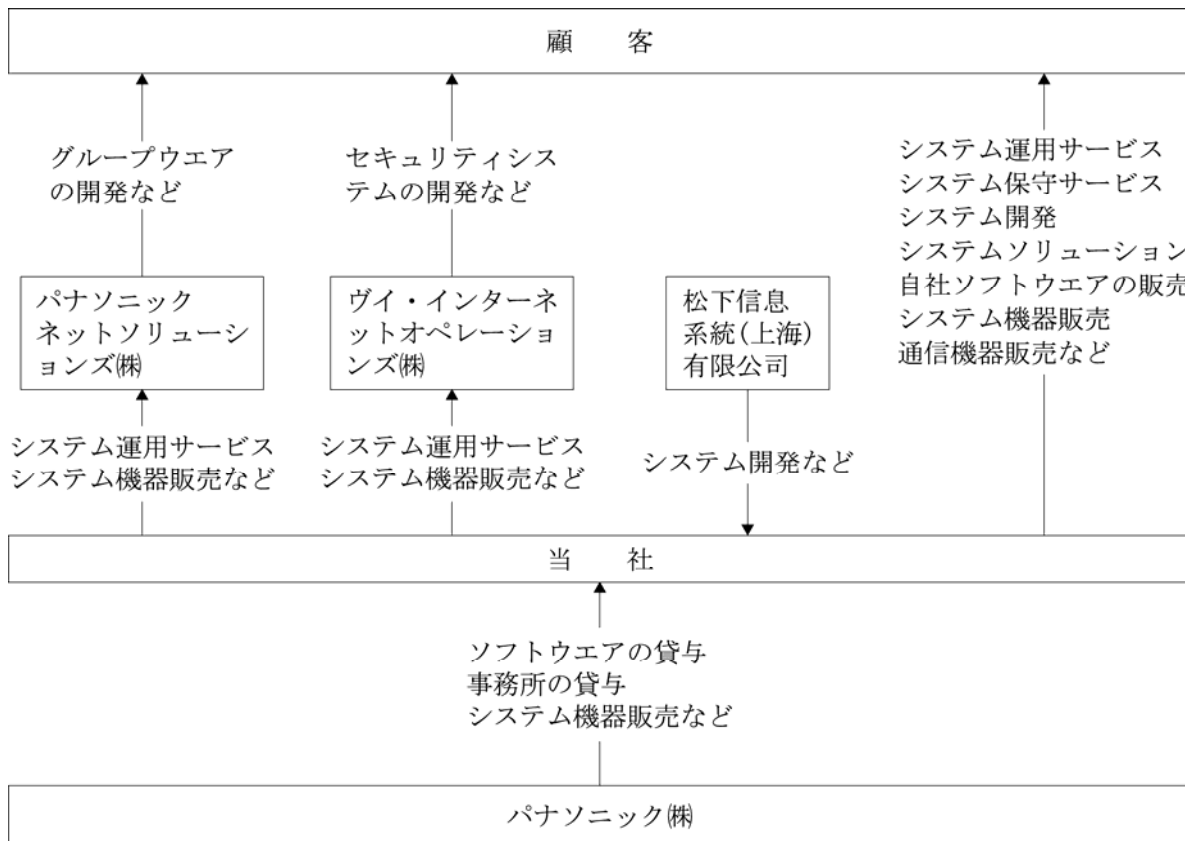 顧　　客
グループウエア
の開発など
セキュリティシス
テムの開発など
システム運用サービス
システム保守サービス
システム開発
システムソリューション
自社ソフトウエアの販売
システム機器販売
通信機器販売など
パナソニック
ネットソリューシ
ョンズ㈱
ヴイ・インターネ
ットオペレーショ
ンズ㈱
松下信息
系統(上海)
有限公司
システム運用サービス
システム機器販売など
システム運用サービス
システム機器販売など
システム開発など
当　　社
ソフトウエアの貸与
事務所の貸与
システム機器販売など
パナソニック㈱